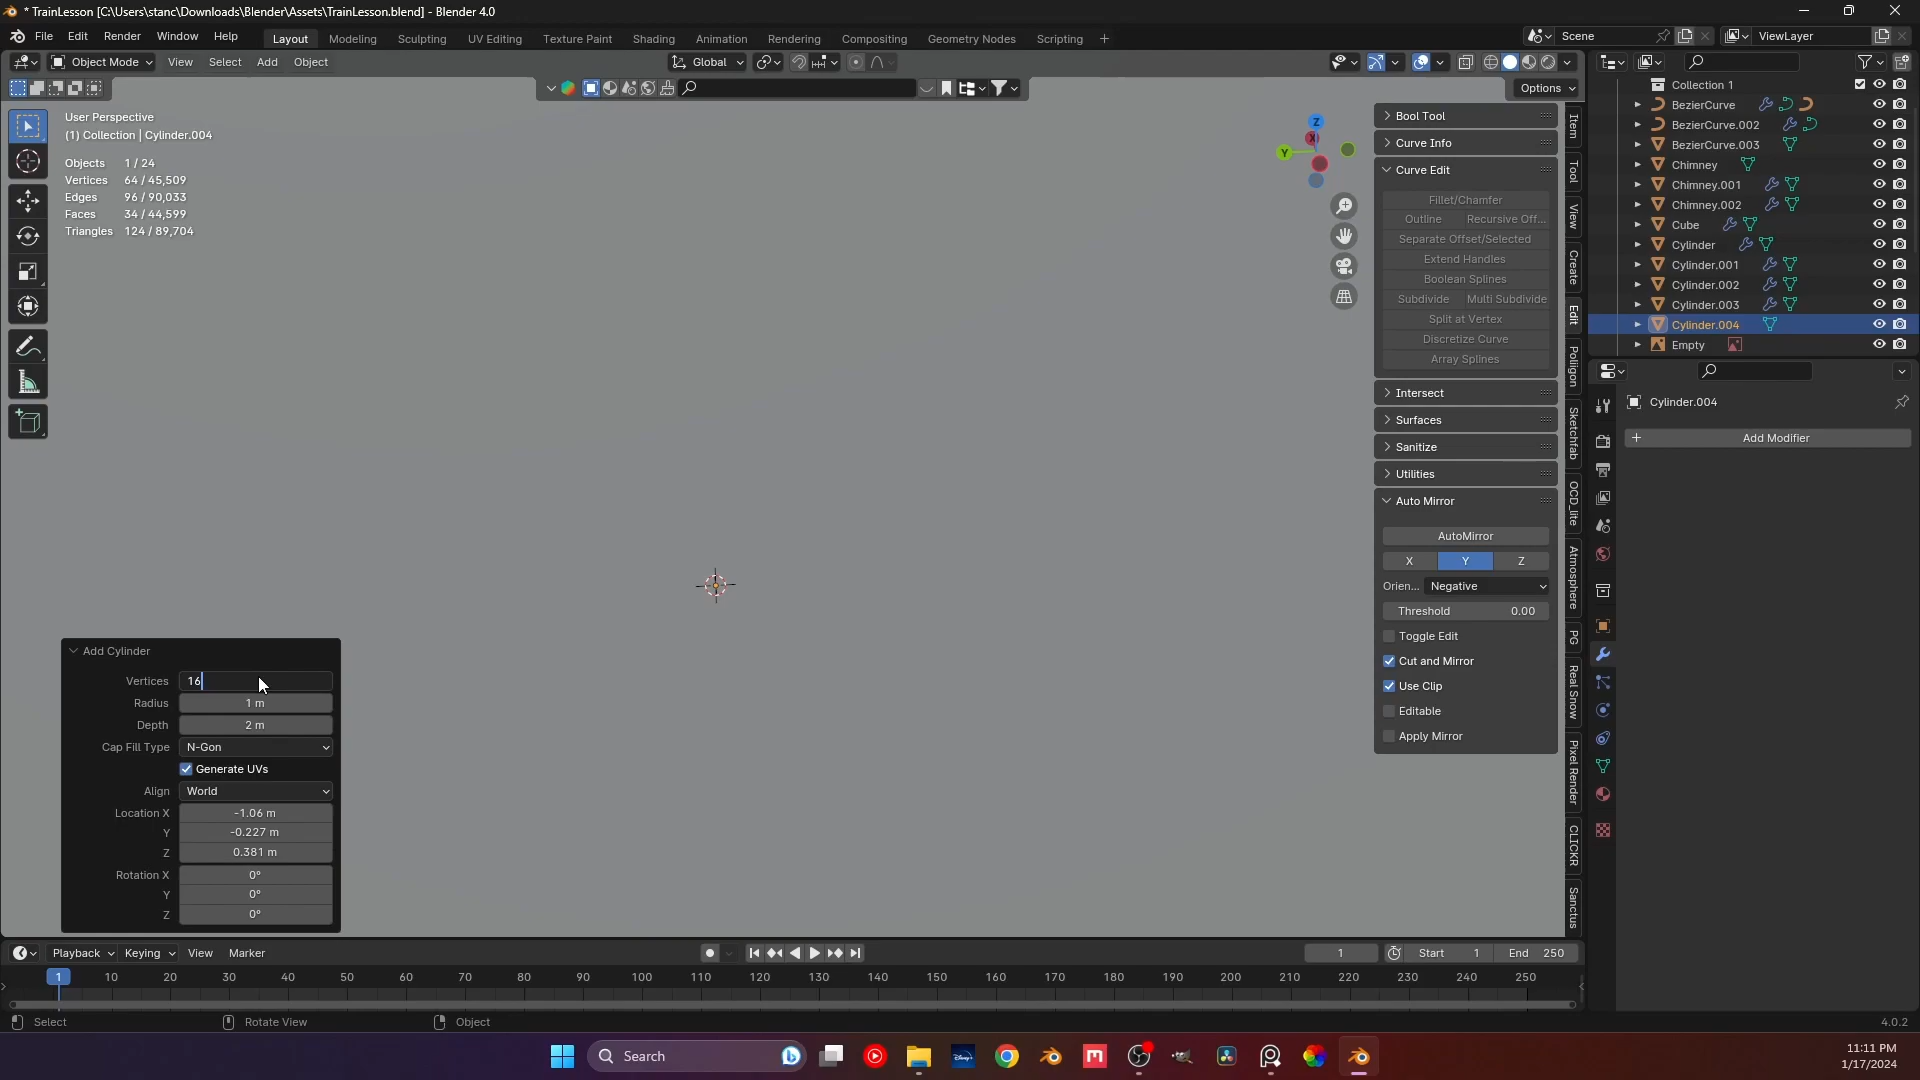 * TrainLesson [C:\Users\stanc\Downloads\Blender\Assets\TrainLesson.blend] - Blender 4.0
File Edit Render Window Help Layout Modeling Sculpting UV Editing Texture Paint Shading Animation Rendering Compositing Geometry Nodes Scripting + Scene ViewLayer
Object Mode View Select Add Object Global
Options
User Perspective
(1) Collection | Cylinder.004
Objects 1 / 24
Vertices 64 / 45,509
Edges 96 / 90,033
Faces 34 / 44,599
Triangles 124 / 89,704
Z
X
Y
Bool Tool
Curve Info
Curve Edit
Fillet/Chamfer
Outline Recursive Off...
Separate Offset/Selected
Extend Handles
Boolean Splines
Subdivide Multi Subdivide
Split at Vertex
Discretize Curve
Array Splines
Intersect
Surfaces
Sanitize
Utilities
Auto Mirror
AutoMirror
X Y Z
Orien... Negative
Threshold 0.00
Toggle Edit
Cut and Mirror
Use Clip
Editable
Apply Mirror
Item
Tool
View
Create
Edit
Poliigon
Sketchfab
OCD_lite
Atmosphere
PG
Real Snow
Pixel Render
CLICKR
Sanctus
Collection 1
BezierCurve
BezierCurve.002
BezierCurve.003
Chimney
Chimney.001
Chimney.002
Cube
Cylinder
Cylinder.001
Cylinder.002
Cylinder.003
Cylinder.004
Empty
Cylinder.004
+ Add Modifier
Add Cylinder
Vertices 16
Radius 1 m
Depth 2 m
Cap Fill Type N-Gon
Generate UVs
Align World
Location X -1.06 m
Y -0.227 m
Z 0.381 m
Rotation X 0°
Y 0°
Z 0°
Playback Keying View Marker 1 Start 1 End 250
1 10 20 30 40 50 60 70 80 90 100 110 120 130 140 150 160 170 180 190 200 210 220 230 240 250
Select Rotate View Object 4.0.2
Search
Disney+
11:11 PM
1/17/2024